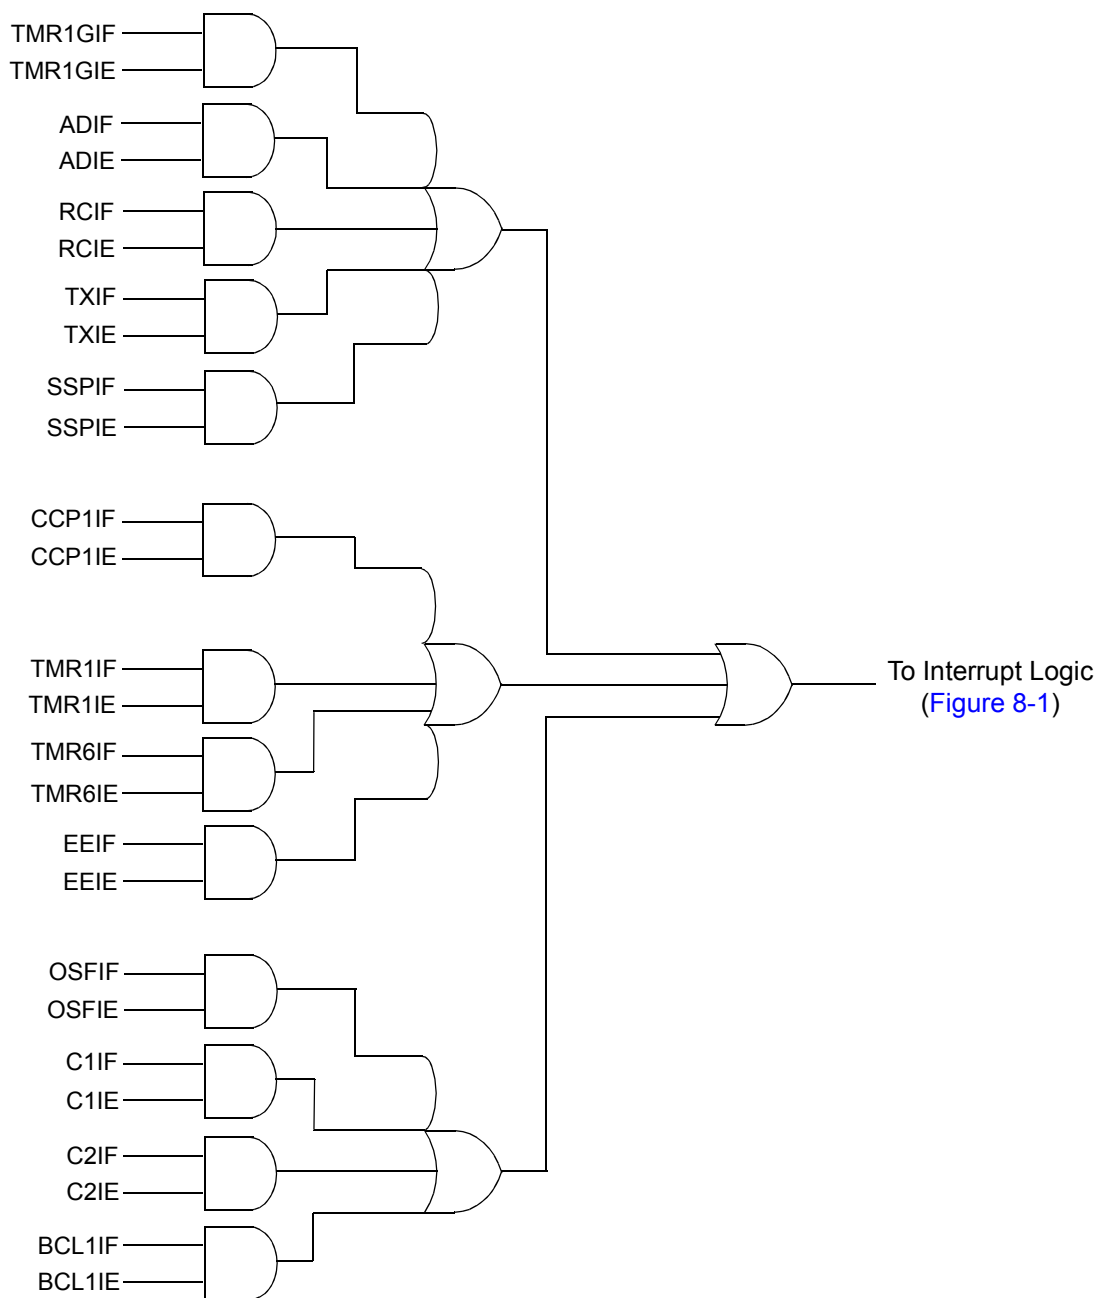 TMR1GIF
TMR1GIE
ADIF
ADIE
RCIF
RCIE
TXIF
TXIE
SSPIF
SSPIE
CCP1IF
CCP1IE
TMR1IF
TMR1IE
TMR6IF
TMR6IE
EEIF
EEIE
OSFIF
OSFIE
C1IF
C1IE
C2IF
C2IE
BCL1IF
BCL1IE
To Interrupt Logic
(Figure 8-1)